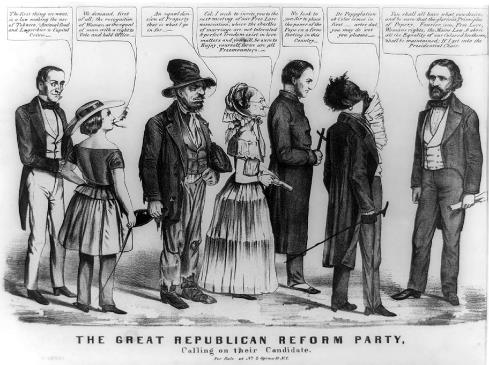 The first thing we want,
is a law making the use
of Tobacco, Animal food
and Lager-bier a Capital
Crime—
We demand, first
of all, the recognition
of Woman, as the equal
of man with a right to
Vote and hold Office—
An equal divi-
sion of Property
that is what I
go in for—
Col. I wish to invite you to the
next meeting of our Free Love
association, where the shackles
of marriage are not tolerated
& perfect freedom exist in love
matters and you will be sure to
Enjoy yourself, for we are all
Freemounters—
We look to
you Sir to place
the power of the
Pope on a firm
footing in this
Country—
De Poppylation
ob Color comes in
first— arter dat
you may do wot
you pleases—
You shall all have what you desire,
and be sure that the glorious Principles
of Popery, Fourierism, Free Love,
Womans rights, the Maine Law, & above
all the Equality of our Colored brethren,
shall be maintained; If I get into the
Presidential Chair.
THE GREAT REPUBLICAN REFORM PARTY,
Calling on their Candidate.
For Sale at No. 2 Spruce St. N.Y.